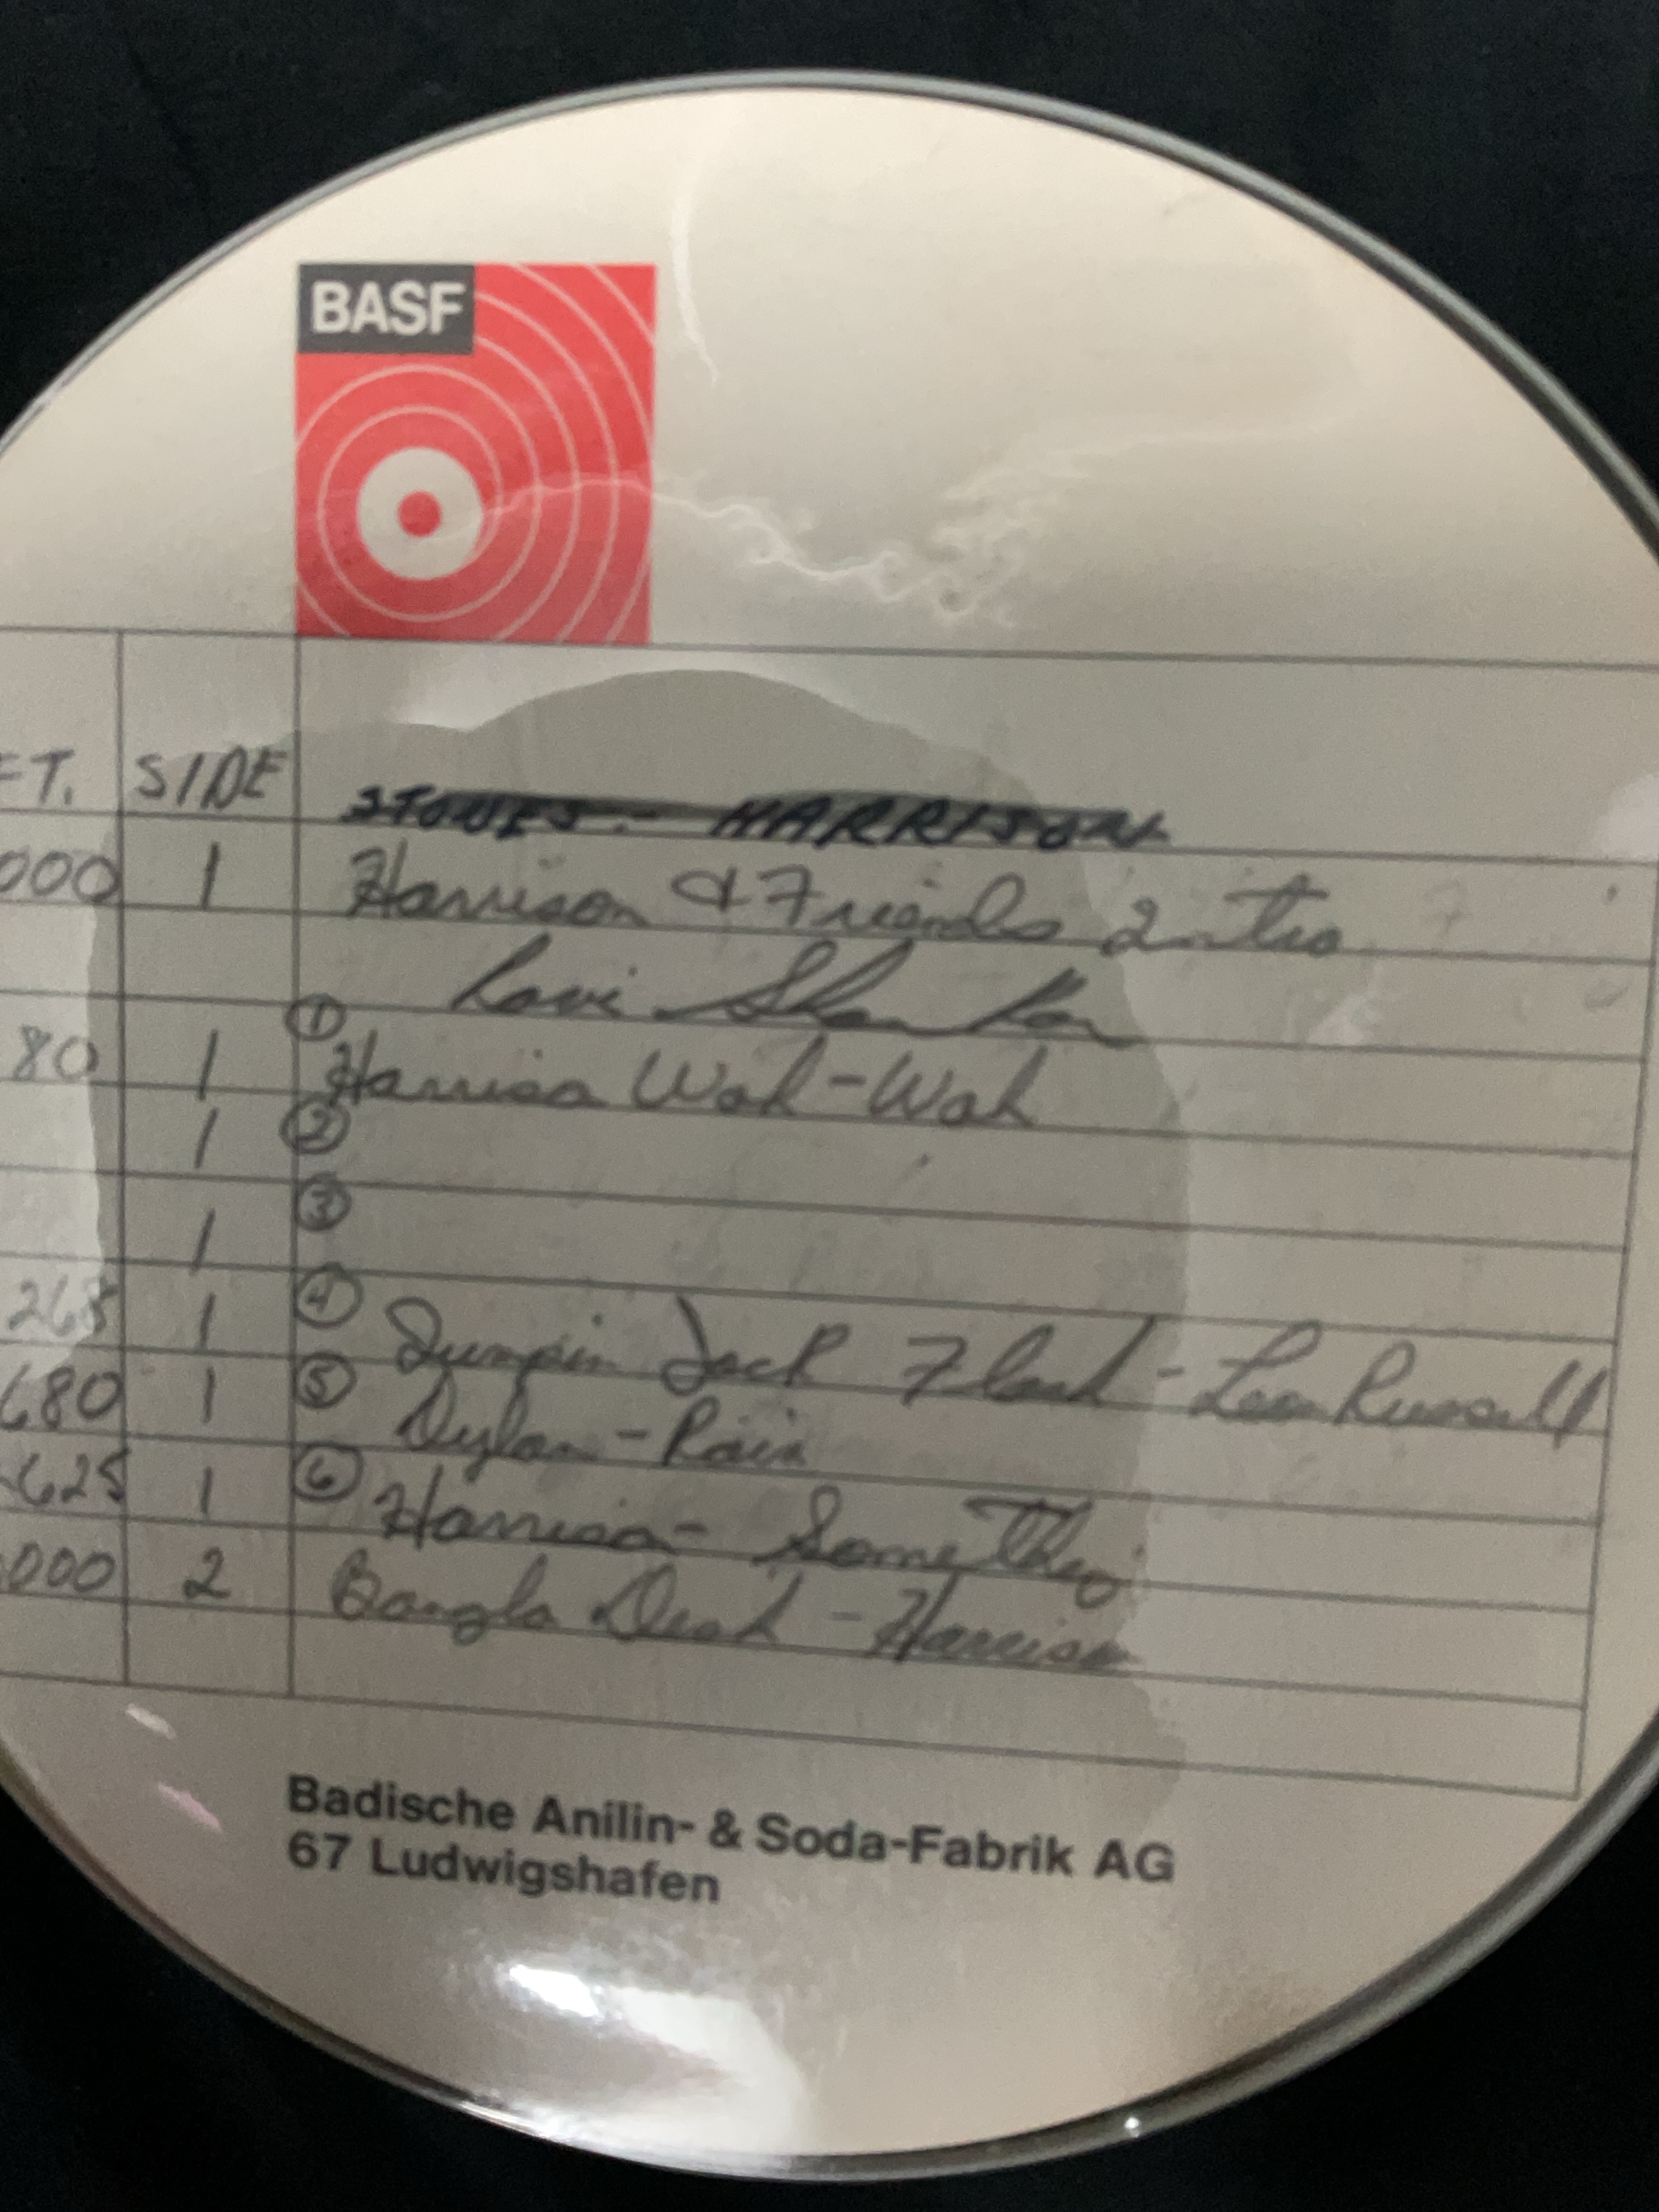 BASF
FT. SIDE
STONES - HARRISON
000 1 Harrison & Friends Intro
Ravi Shankar
①
80 1 Harrison Wah-Wah
1 ②
1 ③
268 1 ④ Jumpin Jack Flash - Leon Russell
680 1 ⑤ Dylan - Rain
625 1 ⑥ Harrison - Something
000 2 Bangla Desh - Harrison
Badische Anilin- & Soda-Fabrik AG
67 Ludwigshafen